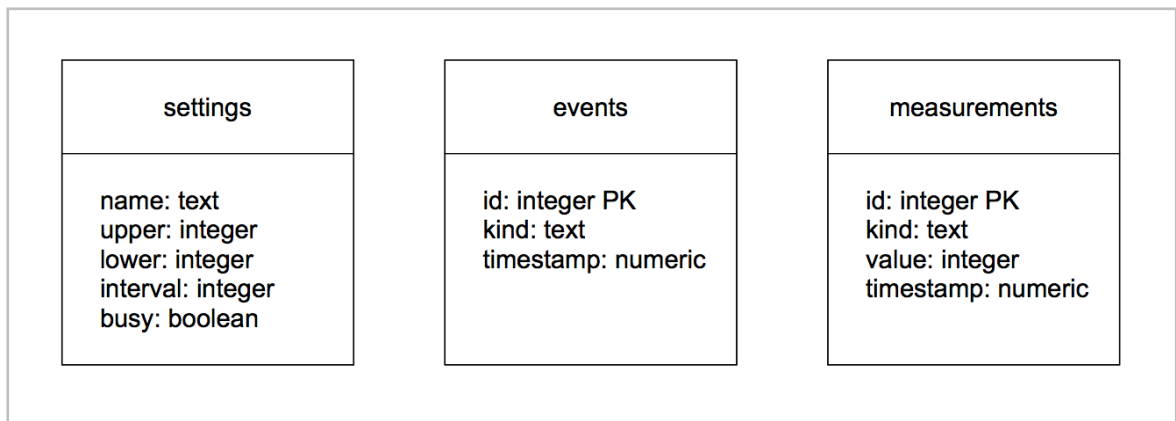 settings
name: text
upper: integer
lower: integer
interval: integer
busy: boolean
events
id: integer PK
kind: text
timestamp: numeric
measurements
id: integer PK
kind: text
value: integer
timestamp: numeric